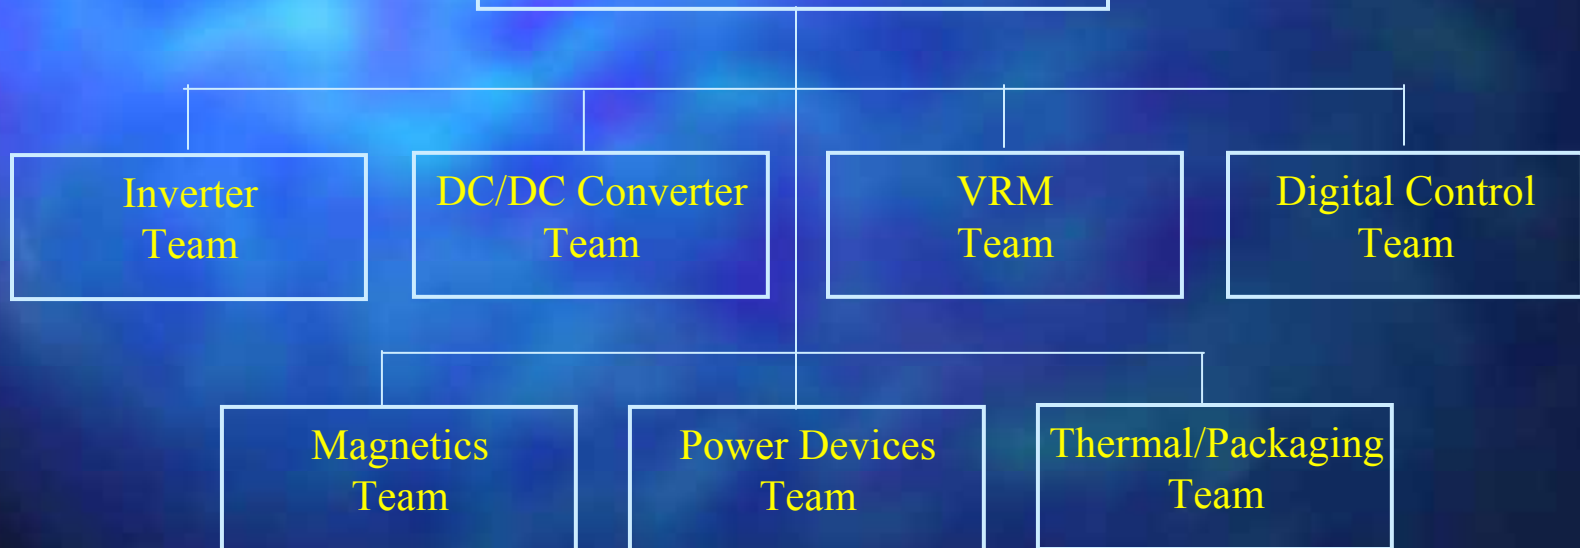 Inverter
Team
DC/DC Converter
Team
VRM
Team
Digital Control
Team
Magnetics
Team
Power Devices
Team
Thermal/Packaging
Team